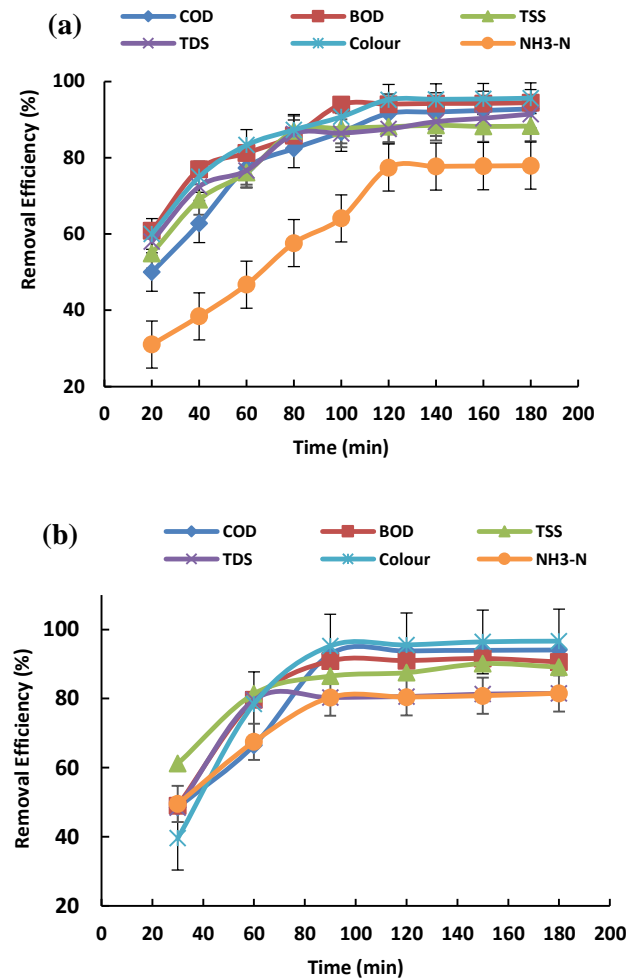 (a)
COD BOD TSS
TDS Colour NH3-N
Removal Efficiency (%)
100
80
60
40
20
0 20 40 60 80 100 120 140 160 180 200
Time (min)
(b)
COD BOD TSS
TDS Colour NH3-N
Removal Efficiency (%)
100
80
60
40
20
0 20 40 60 80 100 120 140 160 180 200
Time (min)